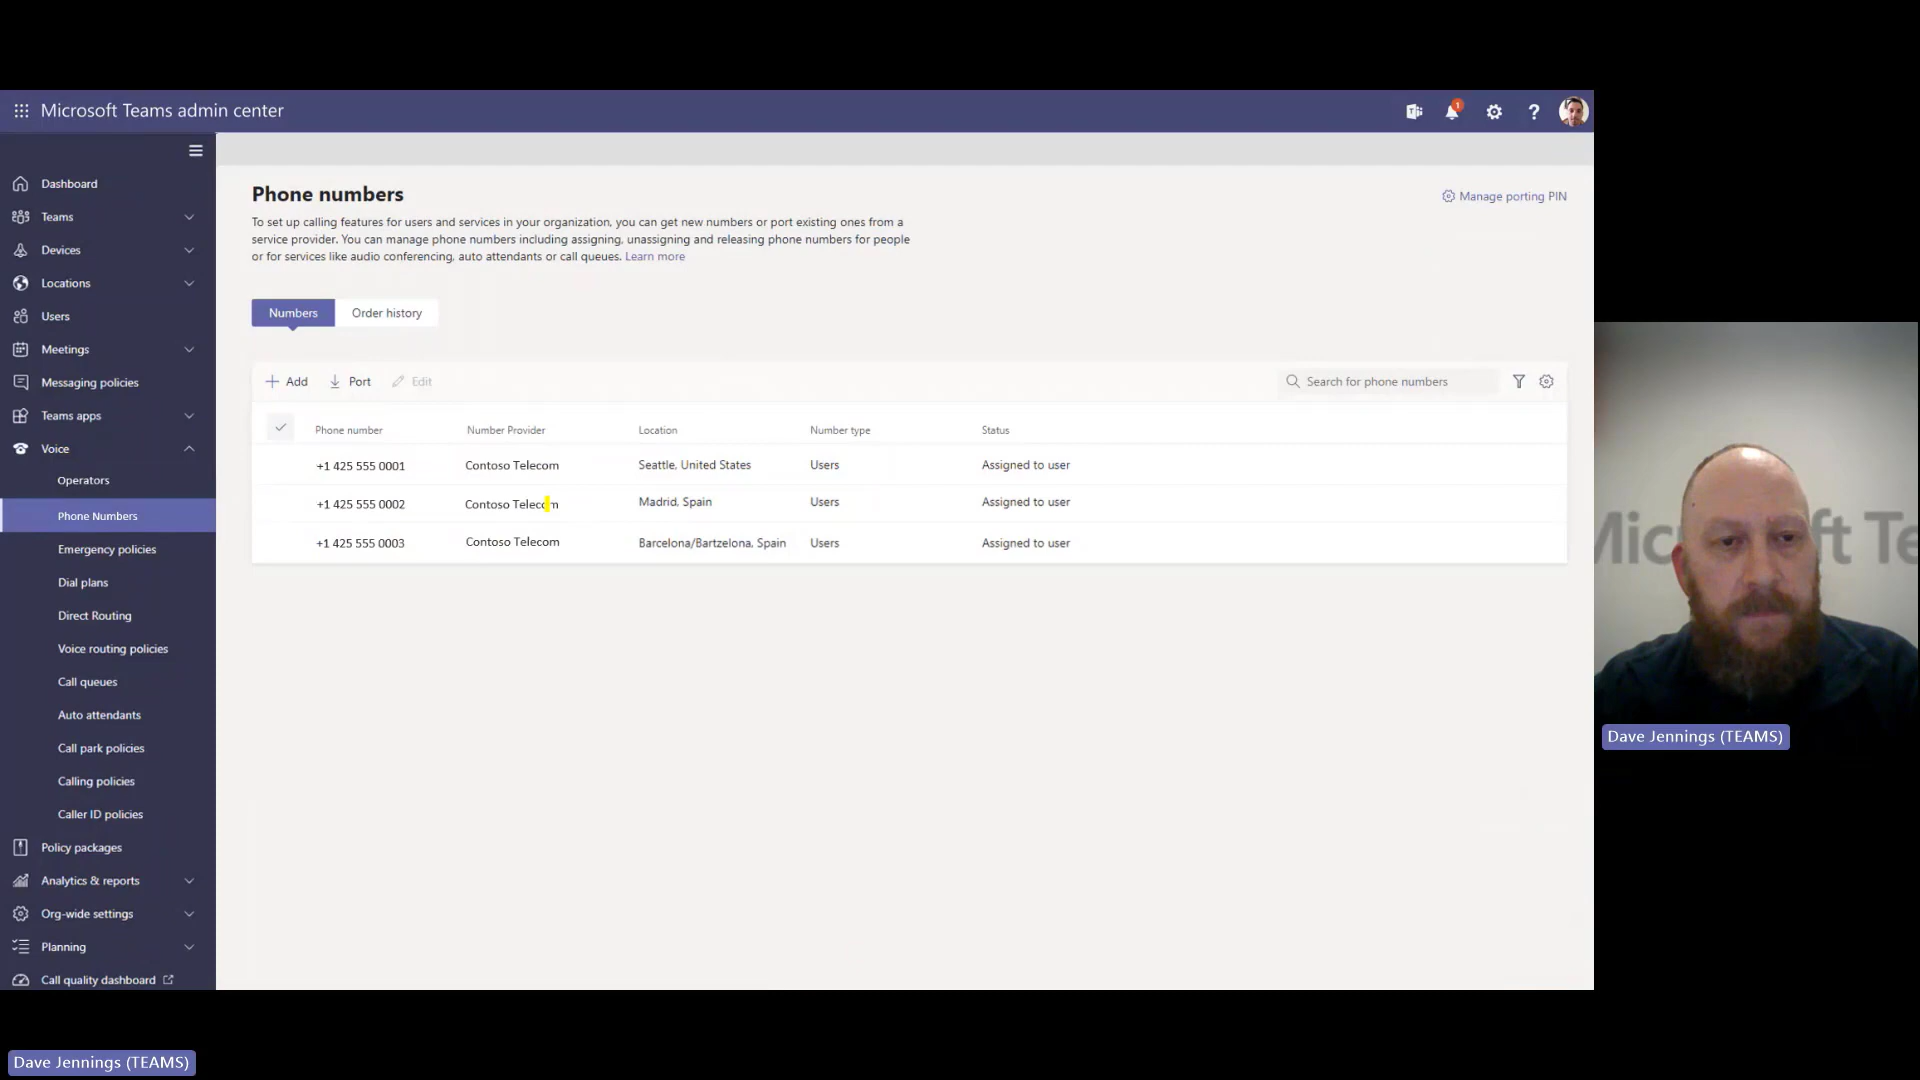 Microsoft Teams admin center
1
Dashboard
Teams
Devices
Locations
Users
Meetings
Messaging policies
Teams apps
Voice
Operators
Phone Numbers
Emergency policies
Dial plans
Direct Routing
Voice routing policies
Call queues
Auto attendants
Call park policies
Calling policies
Caller ID policies
Policy packages
Analytics & reports
Org-wide settings
Planning
Call quality dashboard
Phone numbers
Manage porting PIN
To set up calling features for users and services in your organization, you can get new numbers or port existing ones from a
service provider. You can manage phone numbers including assigning, unassigning and releasing phone numbers for people
or for services like audio conferencing, auto attendants or call queues. Learn more
Numbers Order history
Add Port Edit Search for phone numbers
Phone number Number Provider Location Number type Status
+1 425 555 0001 Contoso Telecom Seattle, United States Users Assigned to user
+1 425 555 0002 Contoso Telecom Madrid, Spain Users Assigned to user
+1 425 555 0003 Contoso Telecom Barcelona/Bartzelona, Spain Users Assigned to user
Microsoft Te
Dave Jennings (TEAMS)
Dave Jennings (TEAMS)